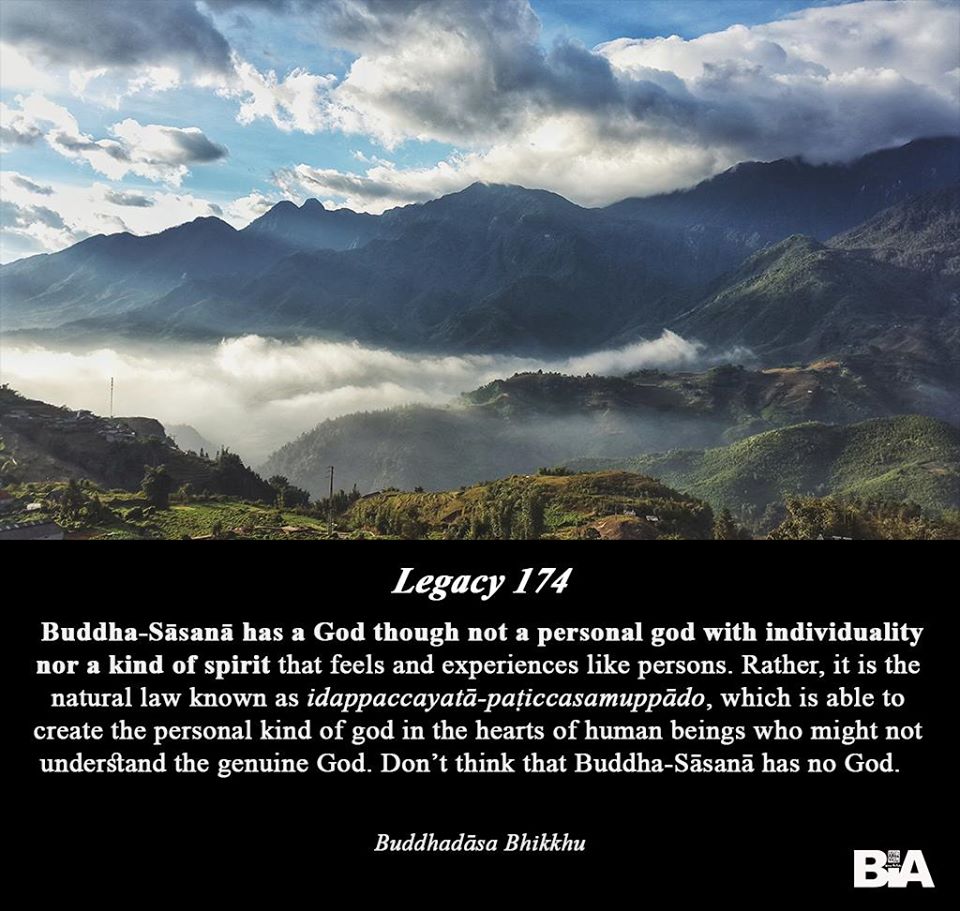 Legacy 174
Buddha-Sāsanā has a God though not a personal god with individuality
nor a kind of spirit that feels and experiences like persons. Rather, it is the
natural law known as idappaccayatā-paṭiccasamuppādo, which is able to
create the personal kind of god in the hearts of human beings who might not
understand the genuine God. Don’t think that Buddha-Sāsanā has no God.
Buddhadāsa Bhikkhu
BIA